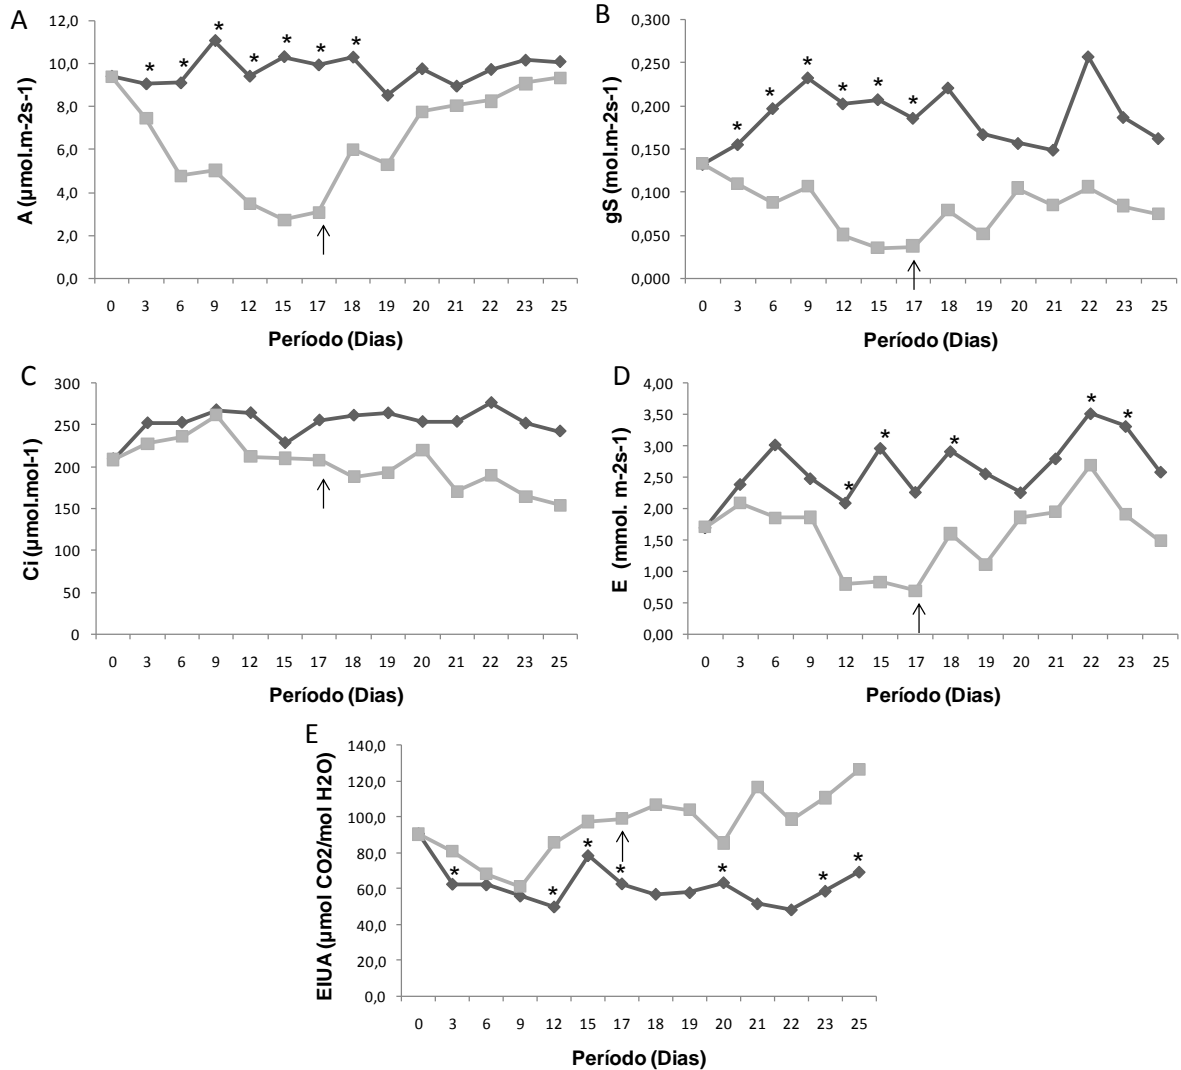 A
12,0
10,0
8,0
6,0
4,0
2,0
0,0
A (µmol.m-2s-1)
* * * * * * *
0 3 6 9 12 15 17 18 19 20 21 22 23 25
Período (Dias)
B
0,300
0,250
0,200
0,150
0,100
0,050
0,000
gS (mol.m-2s-1)
* * * * * *
0 3 6 9 12 15 17 18 19 20 21 22 23 25
Período (Dias)
C
300
250
200
150
100
50
0
Ci (µmol.mol-1)
0 3 6 9 12 15 17 18 19 20 21 22 23 25
Período (Dias)
D
4,00
3,50
3,00
2,50
2,00
1,50
1,00
0,50
0,00
E (mmol. m-2s-1)
* * * * *
0 3 6 9 12 15 17 18 19 20 21 22 23 25
Período (Dias)
E
140,0
120,0
100,0
80,0
60,0
40,0
20,0
0,0
EIUA (µmol CO2/mol H2O)
* * * * * * *
0 3 6 9 12 15 17 18 19 20 21 22 23 25
Período (Dias)